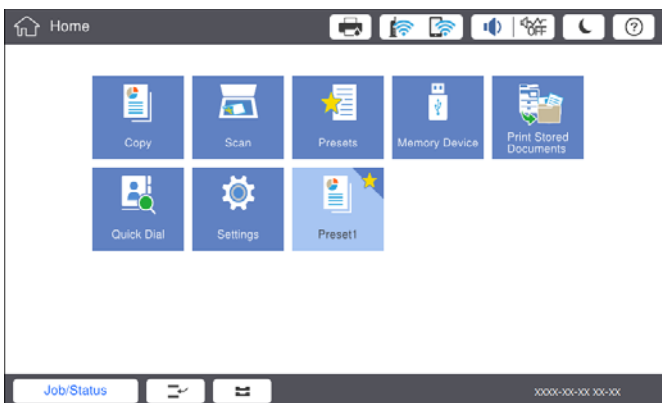 Home
OFF
?
Copy
Scan
Presets
Memory Device
Print Stored
Documents
Quick Dial
Settings
Preset1
Job/Status
xxxx-xx-xx xx-xx